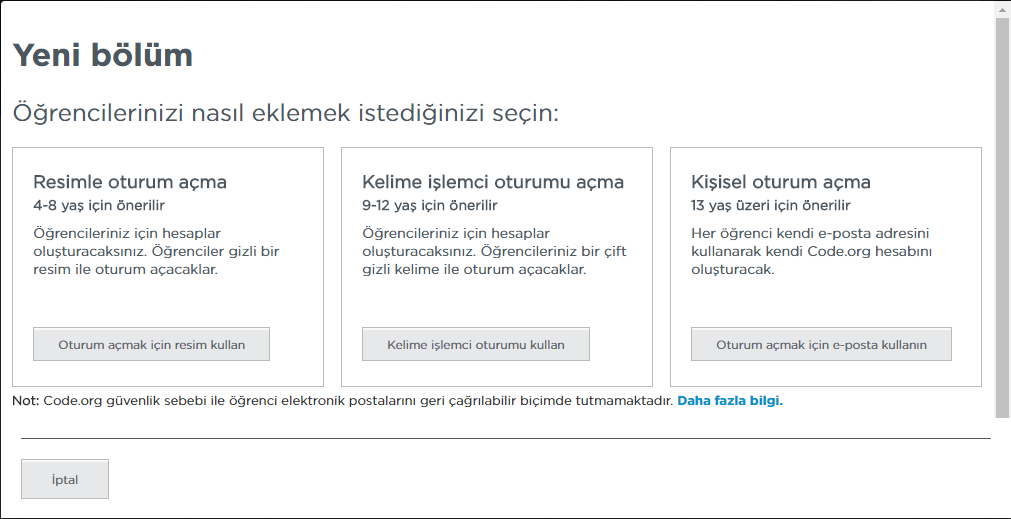 Yeni bölüm
Öğrencilerinizi nasıl eklemek istediğinizi seçin:
Resimle oturum açma
4-8 yaş için önerilir
Öğrencileriniz için hesaplar
oluşturacaksınız. Öğrenciler gizli bir
resim ile oturum açacaklar.
Oturum açmak için resim kullan
Kelime işlemci oturumu açma
9-12 yaş için önerilir
Öğrencileriniz için hesaplar
oluşturacaksınız. Öğrencileriniz bir çift
gizli kelime ile oturum açacaklar.
Kelime işlemci oturumu kullan
Kişisel oturum açma
13 yaş üzeri için önerilir
Her öğrenci kendi e-posta adresini
kullanarak kendi Code.org hesabını
oluşturacak.
Oturum açmak için e-posta kullanın
Not: Code.org güvenlik sebebi ile öğrenci elektronik postalarını geri çağrılabilir biçimde tutmamaktadır. Daha fazla bilgi.
İptal